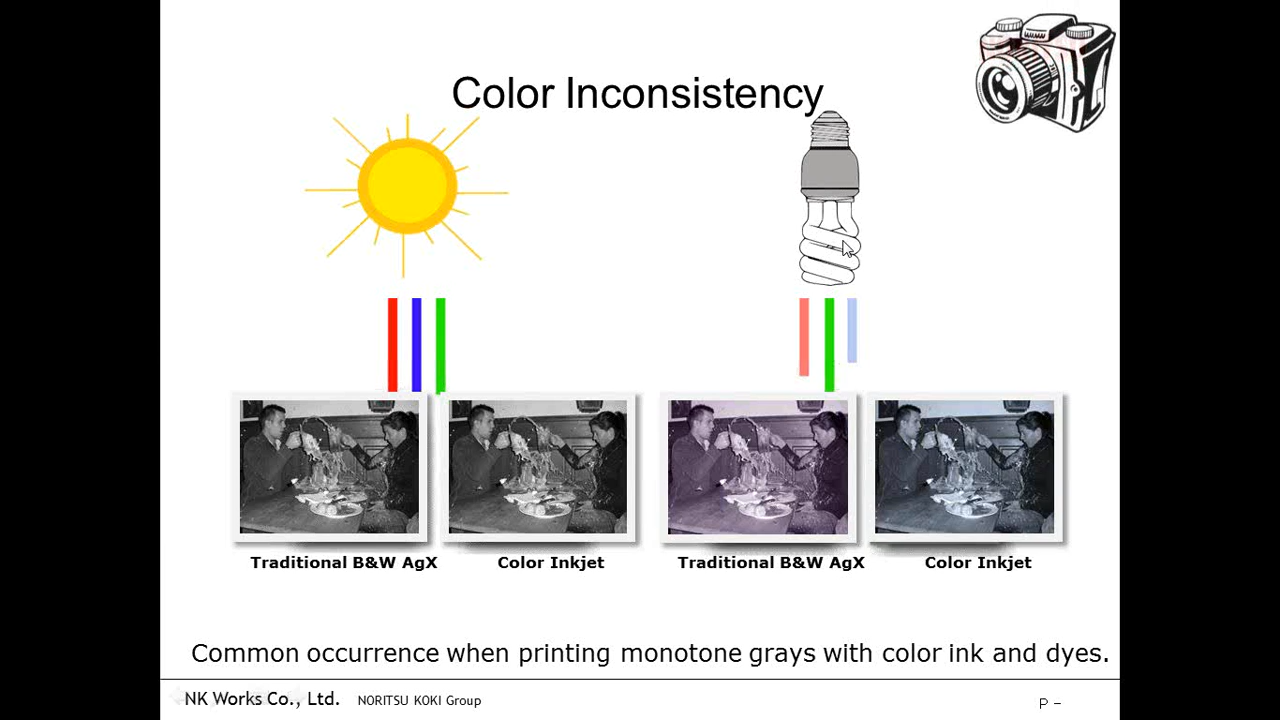 Color Inconsistency
Traditional B&W AgX
Color Inkjet
Traditional B&W AgX
Color Inkjet
Common occurrence when printing monotone grays with color ink and dyes.
NK Works Co., Ltd. NORITSU KOKI Group
P –